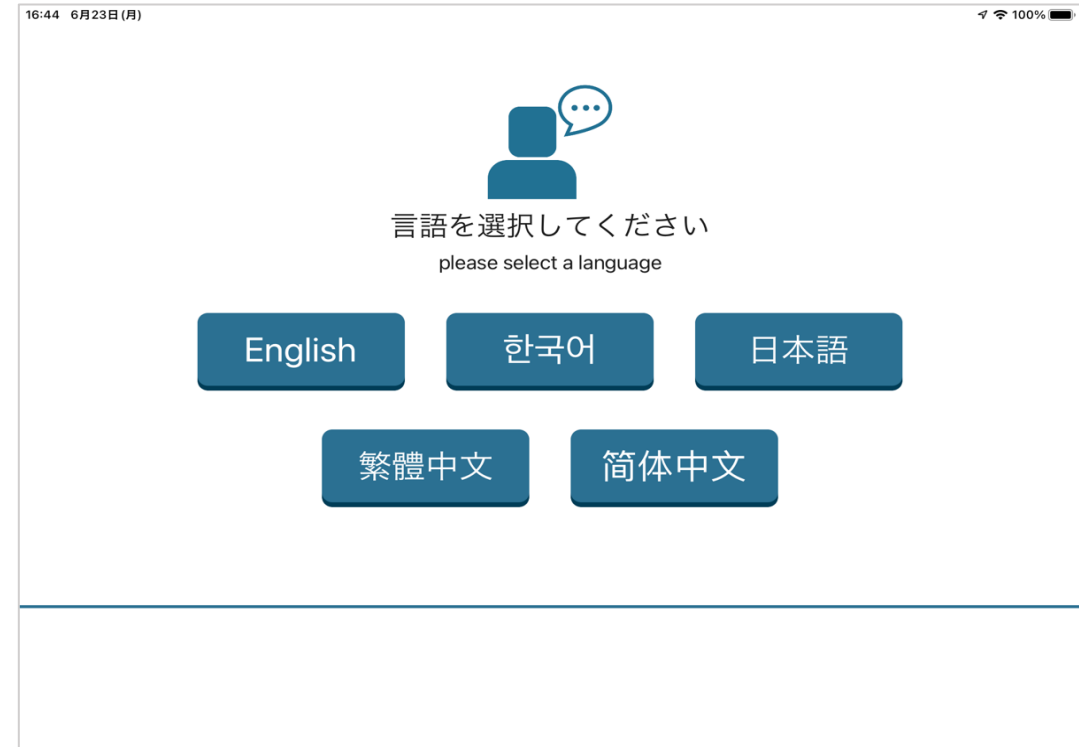 16:44 6月23日(月) 100%
言語を選択してください
please select a language
English 한국어 日本語
繁體中文 简体中文